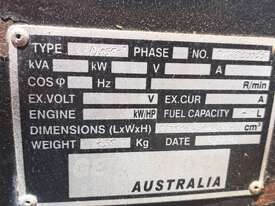 TYPE PHASE NO.
kVA kW V A
COS φ Hz R/min
EX.VOLT V EX.CUR A
ENGINE kW/HP FUEL CAPACITY L
DIMENSIONS (LxWxH) cm³
WEIGHT Kg DATE
AUSTRALIA